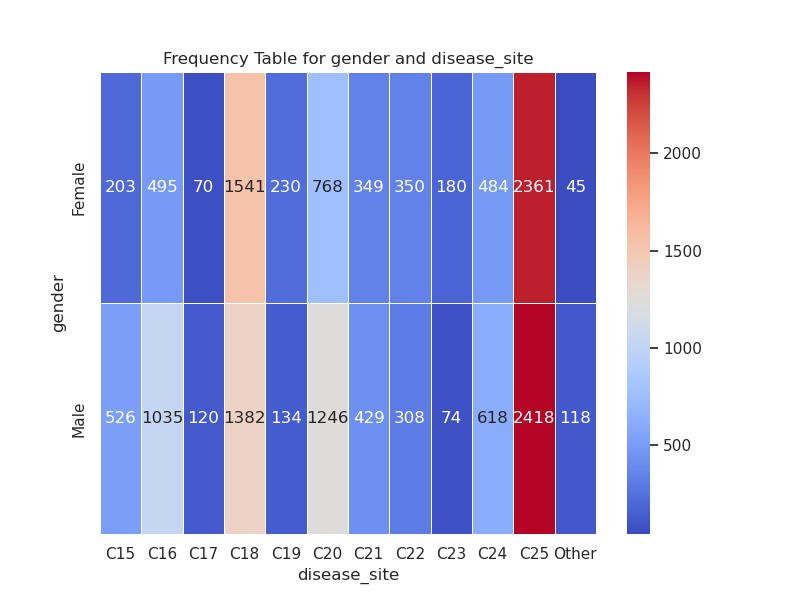 Frequency Table for gender and disease_site
gender
Female
203 495 70 1541 230 768 349 350 180 484 2361 45
Male
526 1035 120 1382 134 1246 429 308 74 618 2418 118
C15 C16 C17 C18 C19 C20 C21 C22 C23 C24 C25 Other
disease_site
2000
1500
1000
500